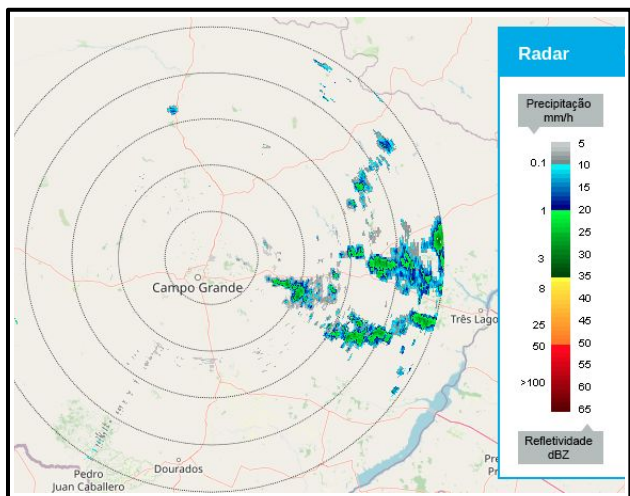 Radar
Precipitação
mm/h
5
0.1
10
15
1
20
25
3
30
35
8
40
45
25
50
50
55
>100
60
65
Refletividade
dBZ
Campo Grande
Três Lago
Dourados
Pedro
Juan Caballero
Pre
Pr